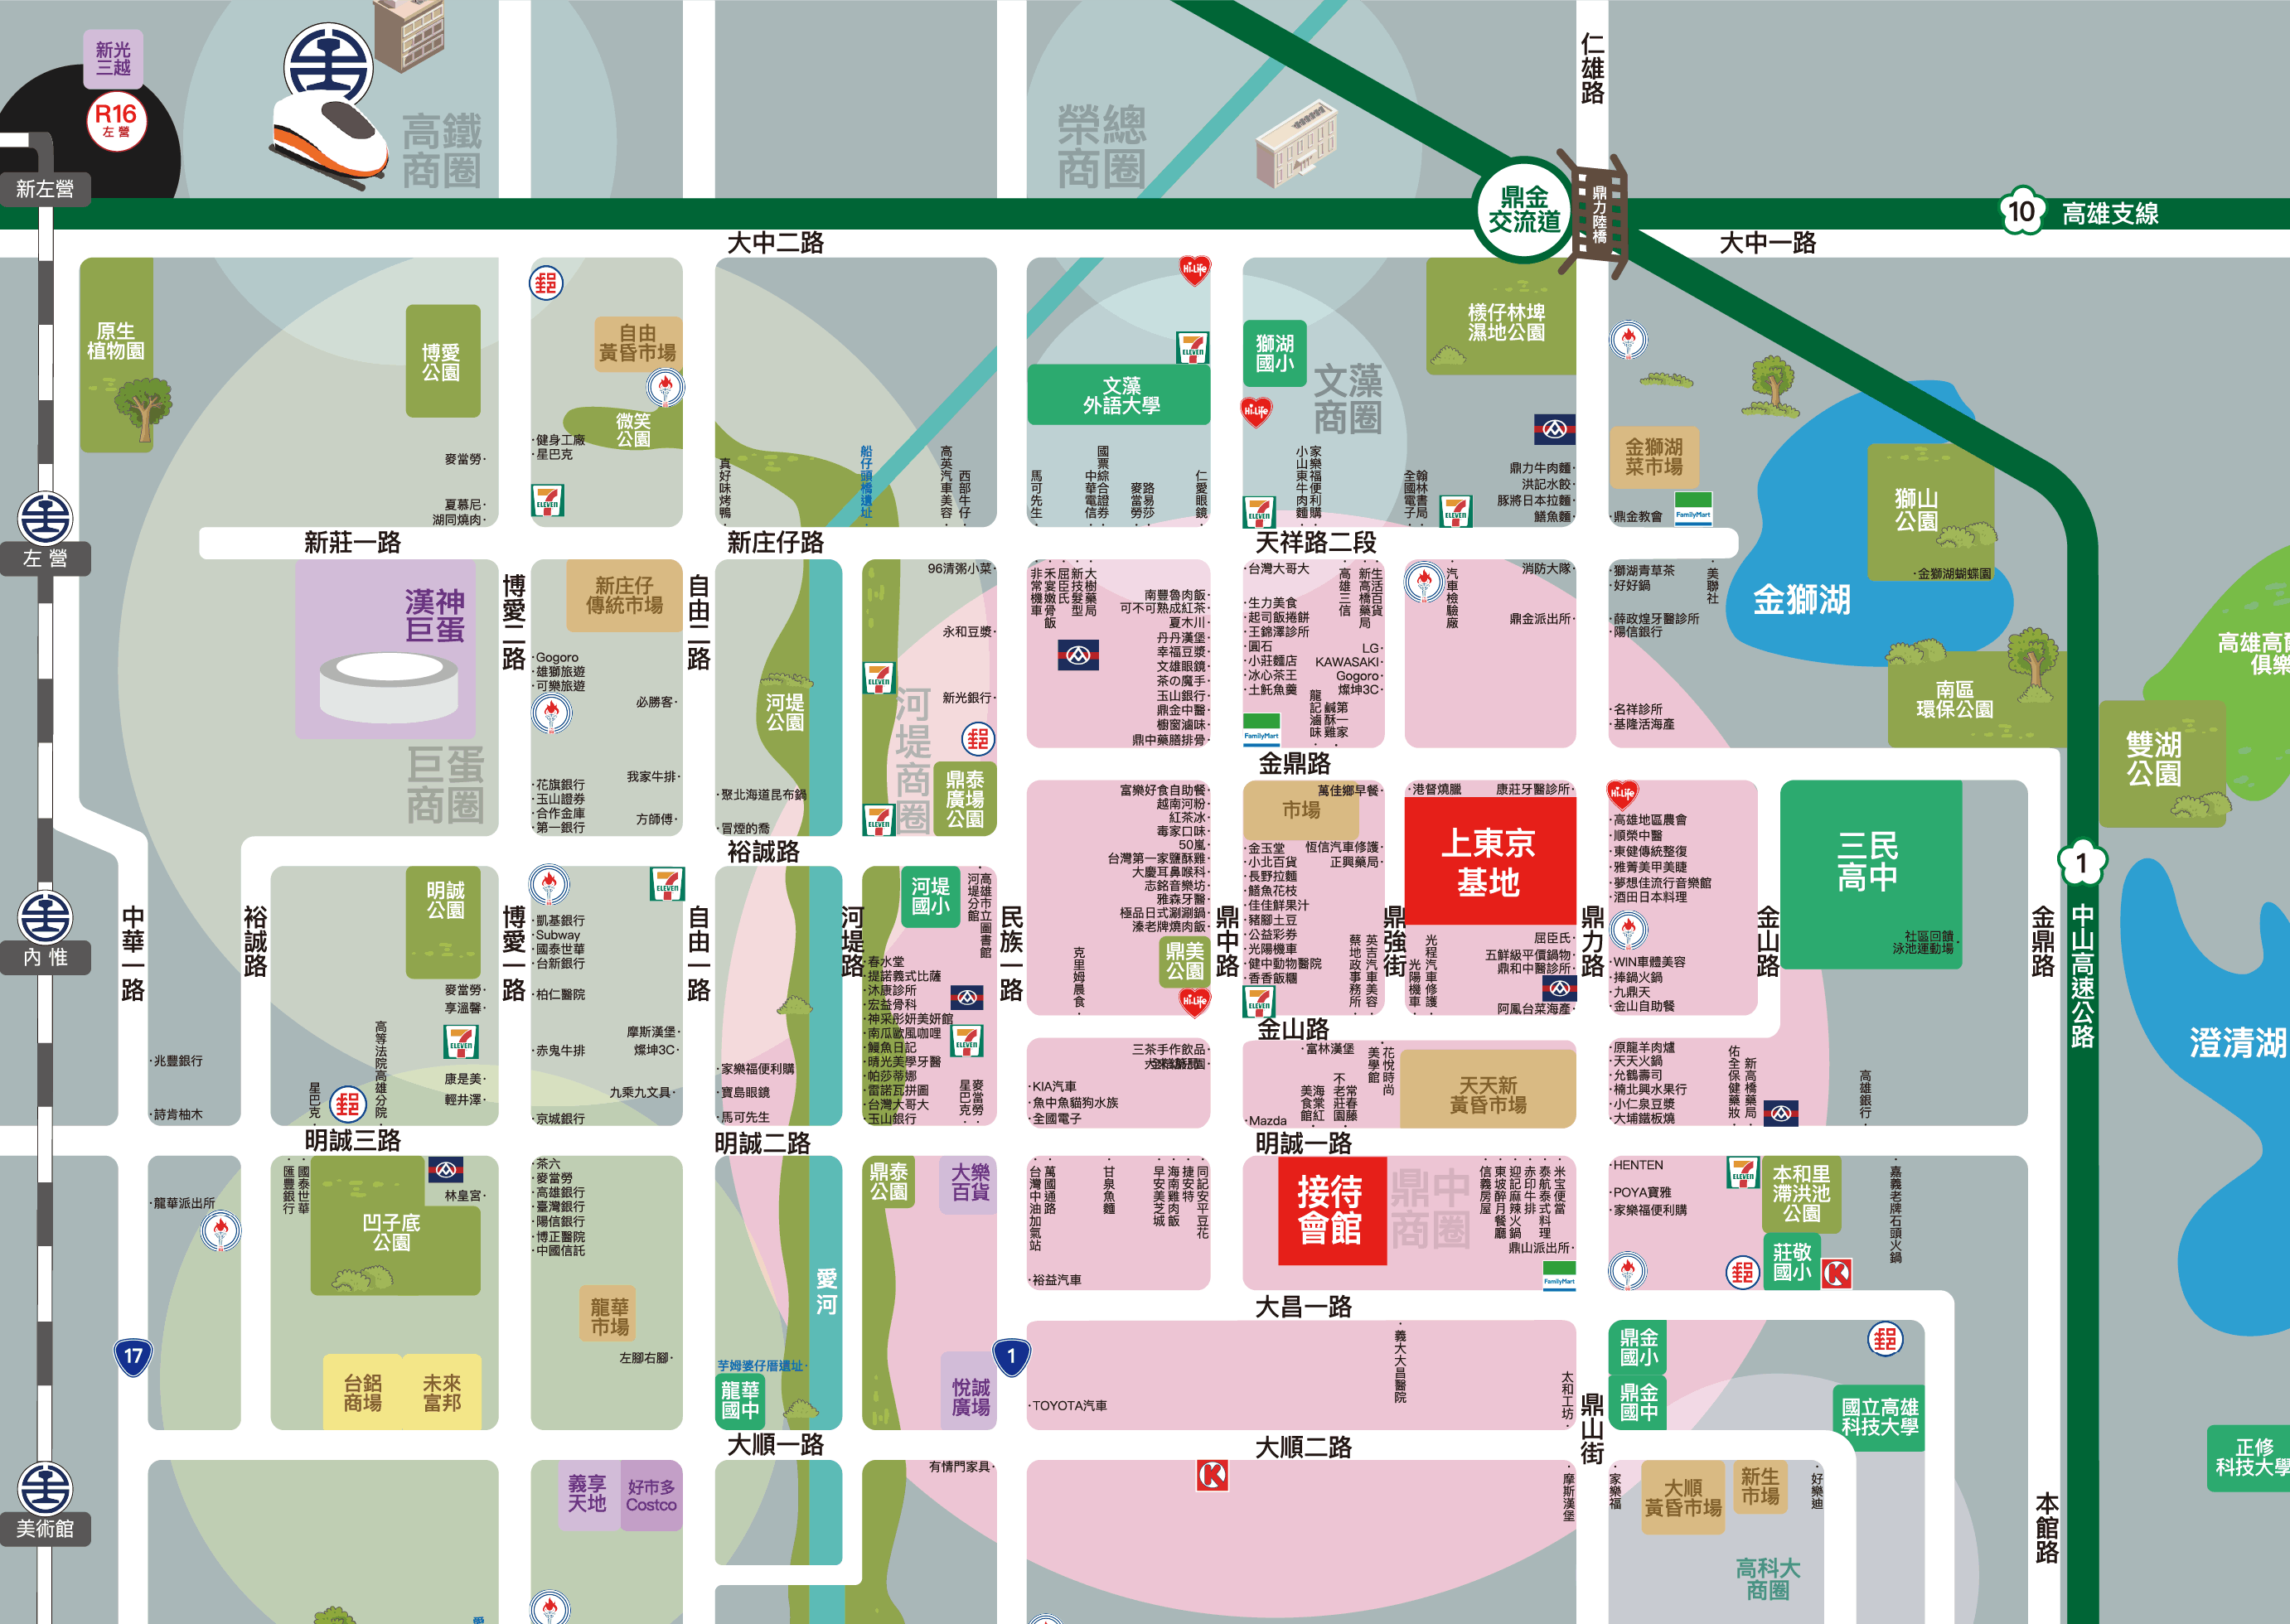 新光
三越
R16
左營
新左營
高鐵
商圈
榮總
商圈
仁雄路
鼎金
交流道
鼎力陸橋
10
高雄支線
大中二路
大中一路
原生
植物園
博愛
公園
自由
黃昏市場
微笑
公園
·健身工廠
·星巴克
麥當勞·
夏慕尼·
湖同燒肉·
7
ELEVEN
真好味烤鴨·
船仔頭橋遺址·
高英汽車美容·
西部牛仔·
Hi-Life
7
ELEVEN
文藻
外語大學
馬可先生·
中華電信·
國票綜合證券·
麥當勞·
路易莎·
仁愛眼鏡·
獅湖
國小
Hi-Life
文藻
商圈
檨仔林埤
濕地公園
7
ELEVEN
小山東牛肉麵·
家樂福便利購·
全國電子·
翰林書局·
7
ELEVEN
鼎力牛肉麵·
洪記水餃·
豚將日本拉麵·
鱔魚麵·
金獅湖
菜市場
·鼎金教會
FamilyMart
獅山
公園
·金獅湖蝴蝶園
金獅湖
左營
新莊一路
新庄仔路
天祥路二段
漢神
巨蛋
巨蛋
商圈
博愛二路
新庄仔
傳統市場
·Gogoro
·雄獅旅遊
·可樂旅遊
必勝客·
我家牛排·
·花旗銀行
·玉山證券
·合作金庫
·第一銀行
方師傅·
自由二路
河堤
公園
·聚北海道昆布鍋
·冒煙的喬
96清粥小菜·
永和豆漿·
7
ELEVEN
新光銀行·
河堤商圈
7
ELEVEN
鼎泰
廣場
公園
·非常機車
·禾宴嫩骨飯
·屈臣氏
·新技髮型
·大樹藥局
南豐魯肉飯·
可不可熟成紅茶·
夏木川·
丹丹漢堡·
幸福豆漿·
文雄眼鏡·
茶の魔手·
玉山銀行·
鼎金中醫·
櫥窗滷味·
鼎中藥膳排骨·
·台灣大哥大
·生力美食
·起司飯捲餅
·王錦澤診所
·圓石
·小莊麵店
·冰心茶王
·土魠魚羹
·高雄三信
·新高橋藥局
·生活百貨
LG·
KAWASAKI·
Gogoro·
燦坤3C·
龍記滷味·
鹹酥雞·
第一家·
FamilyMart
·汽車檢驗廠
消防大隊·
鼎金派出所·
·獅湖青草茶
·好好鍋
·美聯社
·薛政煌牙醫診所
·陽信銀行
·名祥診所
·基隆活海產
南區
環保公園
雙湖
公園
金鼎路
裕誠路
富樂好食自助餐·
越南河粉·
紅茶冰·
毒家口味·
50嵐·
台灣第一家鹽酥雞·
大慶耳鼻喉科·
志銘音樂坊·
雅森牙醫·
極品日式涮涮鍋·
溱老牌燒肉飯·
鼎美
公園
Hi-Life
克里姆晨食·
市場
萬佳鄉早餐·
·金玉堂
恆信汽車修護·
·小北百貨
正興藥局·
·長野拉麵
·鱔魚花枝
·佳佳鮮果汁
·豬腳土豆
·公益彩券
·光陽機車
·健中動物醫院
·香香飯糰
7
ELEVEN
蔡地政事務所·
英吉汽車美容·
·港督燒臘
康莊牙醫診所·
上東京
基地
光陽機車·
光程汽車修護·
屈臣氏·
五鮮級平價鍋物·
鼎和中醫診所·
阿鳳台菜海產·
Hi-Life
·高雄地區農會
·順榮中醫
·東健傳統整復
·雅菁美甲美睫
·夢想佳流行音樂館
·酒田日本料理
·WIN車體美容
·捧鍋火鍋
·九鼎天
·金山自助餐
三民
高中
社區回饋
泳池運動場·
1
中山高速公路
澄清湖
內惟
中華一路
裕誠路
明誠
公園
麥當勞·
享溫馨·
7
ELEVEN
康是美·
輕井澤·
高等法院高雄分院·
星巴克·
·兆豐銀行
·詩肯柚木
博愛一路
7
ELEVEN
·凱基銀行
·Subway
·國泰世華
·台新銀行
·柏仁醫院
摩斯漢堡·
·赤鬼牛排
燦坤3C·
九乘九文具·
·京城銀行
自由一路
·家樂福便利購
·寶島眼鏡
·馬可先生
河堤路
河堤
國小
·高雄市立圖書館
河堤分館
·春水堂
·提諾義式比薩
·沐康診所
·宏益骨科
·神采彤妍美妍館
·南瓜歐風咖哩
·鰻魚日記
·晴光美學牙醫
·帕莎蒂娜
·雷諾瓦拼圖
·台灣大哥大
·玉山銀行
7
ELEVEN
星巴克·
麥當勞·
民族一路
鼎中路
鼎強街
鼎力路
金山路
金鼎路
金山路
三茶手作飲品·
·KIA汽車
·魚中魚貓狗水族
·全國電子
·富林漢堡
·Mazda
美食館·
海棠紅·
不老莊園·
常春藤·
美學館
·花悅時尚
天天新
黃昏市場
·原龍羊肉爐
·天天火鍋
·允鶴壽司
·楠北興水果行
·小仁泉豆漿
·大埔鐵板燒
佑全保健藥妝·
新高橋藥局·
高雄銀行·
明誠三路
明誠二路
明誠一路
·龍華派出所
·匯豐銀行
·國泰世華
林皇宮·
凹子底
公園
台鋁
商場
未來
富邦
·茶六
·麥當勞
·高雄銀行
·臺灣銀行
·陽信銀行
·博正醫院
·中國信託
龍華
市場
左腳右腳·
愛河
芋姆婆仔厝遺址·
龍華
國中
鼎泰
公園
大樂
百貨
悅誠
廣場
·台灣中油加氣站
·萬國通路
·甘泉魚麵
·早安美芝城
·海南雞肉飯
·捷安特
·同記安平豆花
·裕益汽車
接待
會館
鼎中
商圈
·信義房屋
·東坡醉月餐廳
·迎記麻辣火鍋
·赤印牛排
·泰航泰式料理
·米宝便當
鼎山派出所·
FamilyMart
·HENTEN
·POYA寶雅
·家樂福便利購
7
ELEVEN
本和里
滯洪池
公園
莊敬
國小
K
·嘉義老牌石頭火鍋
大昌一路
17
1
·TOYOTA汽車
·義大大昌醫院
太和工坊·
鼎山街
鼎金
國小
鼎金
國中
國立高雄
科技大學
正修
科技大學
大順一路
大順二路
美術館
義享
天地
好市多
Costco
有情門家具·
K
·摩斯漢堡
·家樂福
大順
黃昏市場
新生
市場
·好樂迪
高科大
商圈
本館路